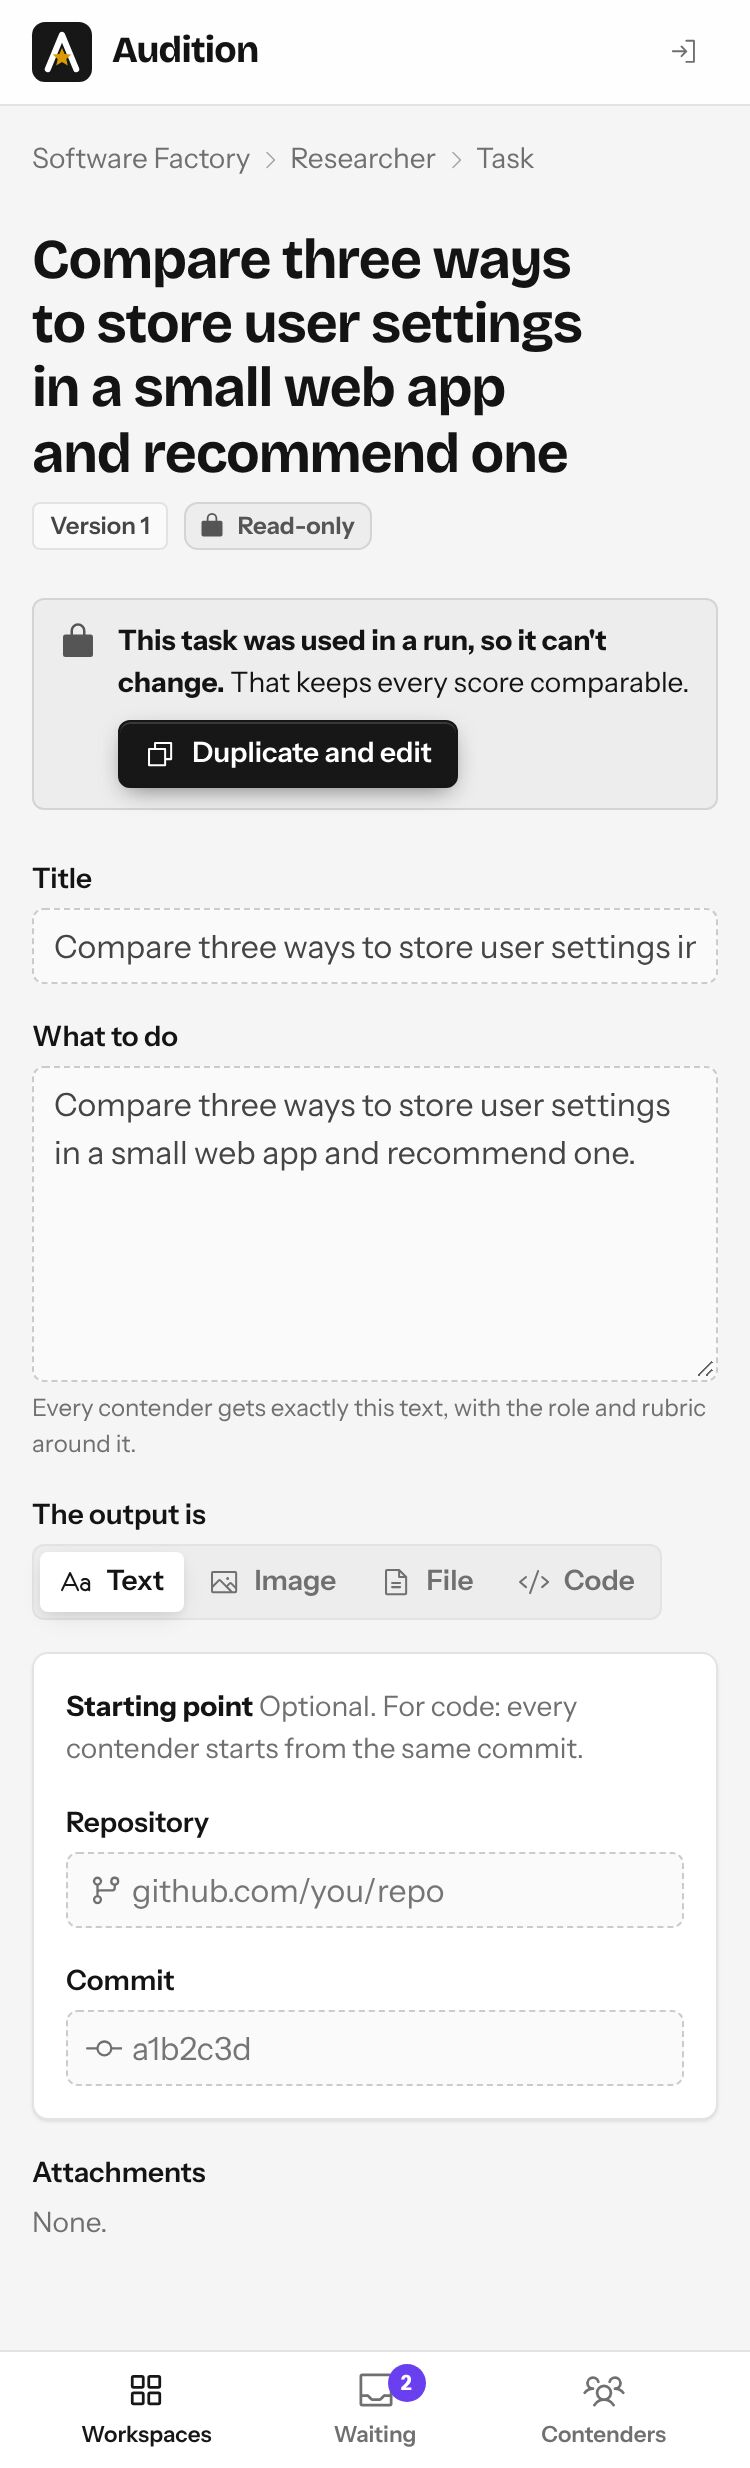 Audition
Software Factory > Researcher > Task
Compare three ways
to store user settings
in a small web app
and recommend one
Version 1
Read-only
This task was used in a run, so it can't
change. That keeps every score comparable.
Duplicate and edit
Title
Compare three ways to store user settings ir
What to do
Compare three ways to store user settings
in a small web app and recommend one.
Every contender gets exactly this text, with the role and rubric
around it.
The output is
Aa Text
Image
File
</> Code
Starting point Optional. For code: every
contender starts from the same commit.
Repository
github.com/you/repo
Commit
a1b2c3d
Attachments
None.
2
Workspaces
Waiting
Contenders